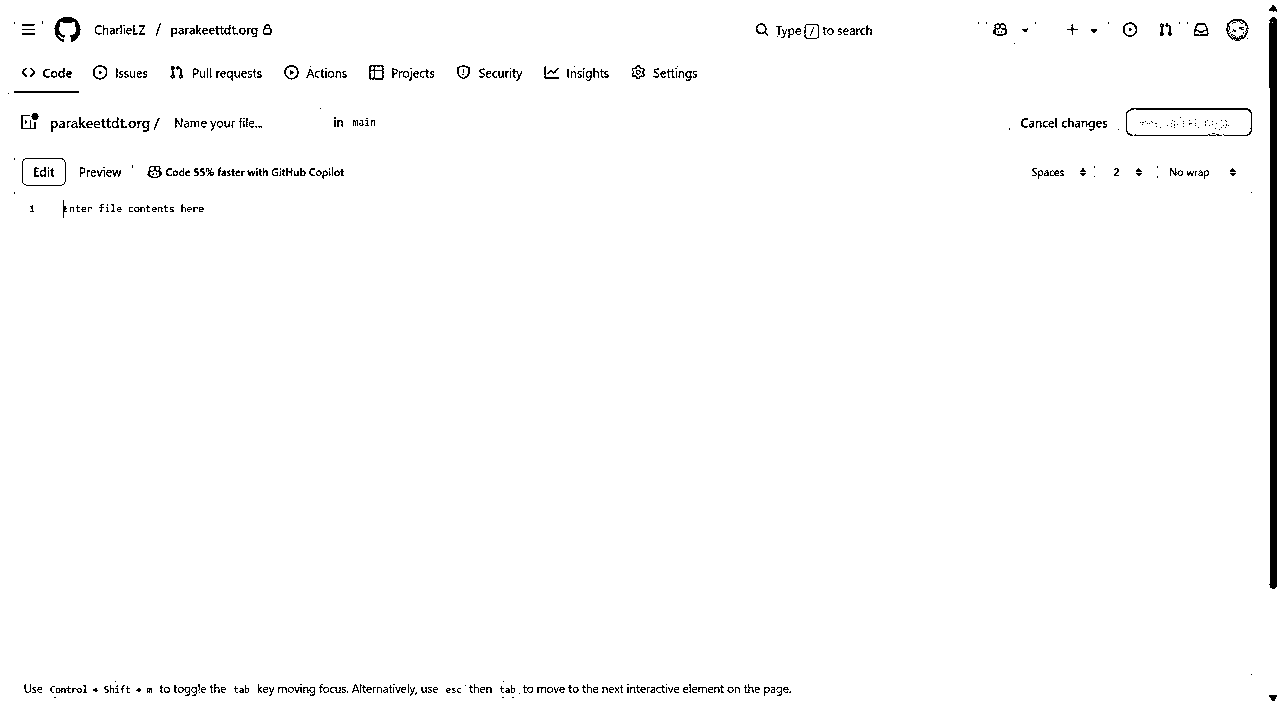 CharlieLZ / parakeettdt.org
Type / to search
Code Issues Pull requests Actions Projects Security Insights Settings
parakeettdt.org / Name your file... in main
Cancel changes
Edit Preview Code 55% faster with GitHub Copilot
Spaces 2 No wrap
1 Enter file contents here
Use Control + Shift + m to toggle the tab key moving focus. Alternatively, use esc then tab to move to the next interactive element on the page.